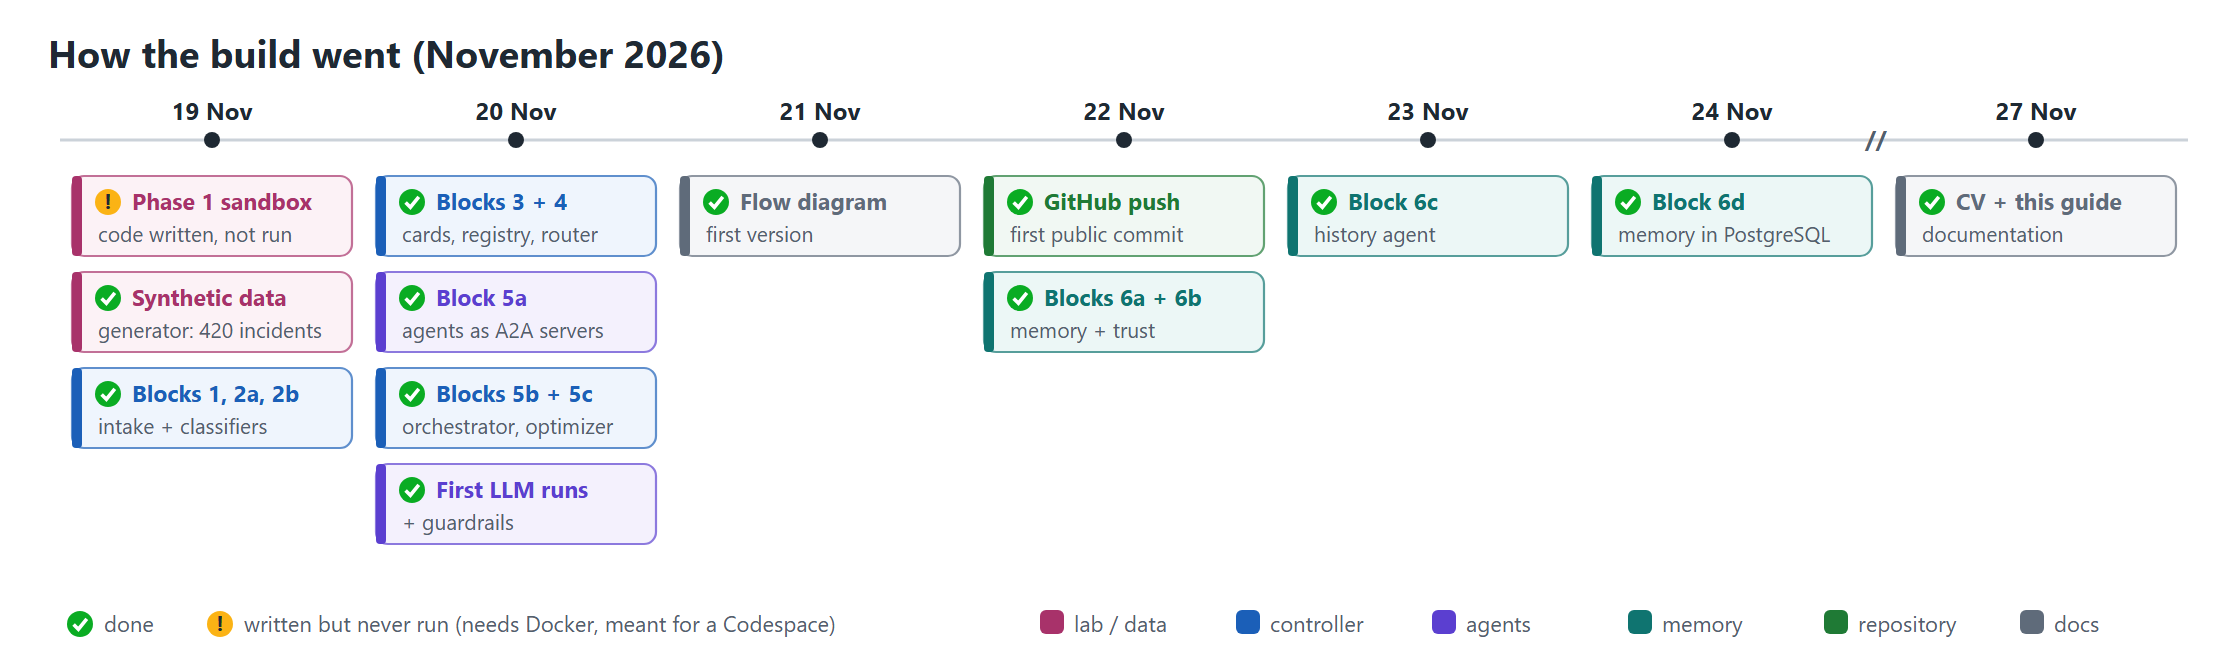 How the build went (November 2026)
19 Nov
20 Nov
21 Nov
22 Nov
23 Nov
24 Nov
//
27 Nov
! Phase 1 sandbox
code written, not run
Synthetic data
generator: 420 incidents
Blocks 1, 2a, 2b
intake + classifiers
Blocks 3 + 4
cards, registry, router
Block 5a
agents as A2A servers
Blocks 5b + 5c
orchestrator, optimizer
First LLM runs
+ guardrails
Flow diagram
first version
GitHub push
first public commit
Blocks 6a + 6b
memory + trust
Block 6c
history agent
Block 6d
memory in PostgreSQL
CV + this guide
documentation
done
! written but never run (needs Docker, meant for a Codespace)
lab / data
controller
agents
memory
repository
docs